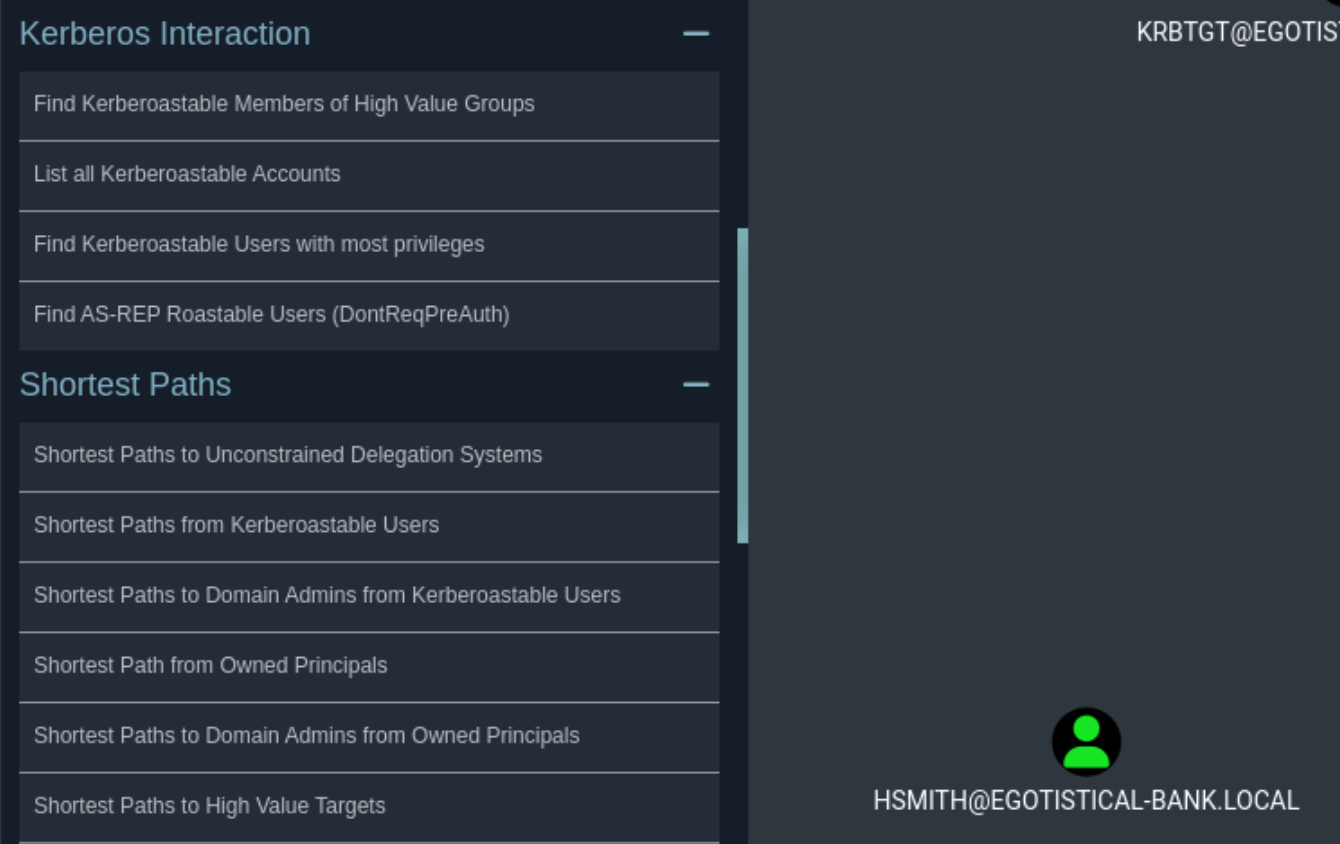 Kerberos Interaction
KRBTGT@EGOTIS
Find Kerberoastable Members of High Value Groups
List all Kerberoastable Accounts
Find Kerberoastable Users with most privileges
Find AS-REP Roastable Users (DontReqPreAuth)
Shortest Paths
Shortest Paths to Unconstrained Delegation Systems
Shortest Paths from Kerberoastable Users
Shortest Paths to Domain Admins from Kerberoastable Users
Shortest Path from Owned Principals
Shortest Paths to Domain Admins from Owned Principals
Shortest Paths to High Value Targets
HSMITH@EGOTISTICAL-BANK.LOCAL